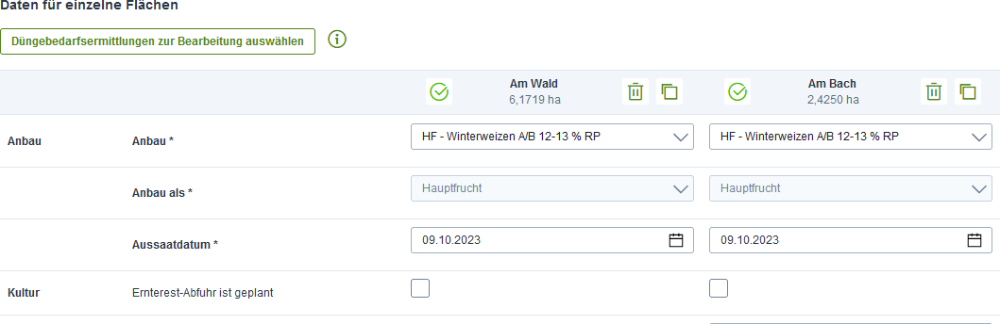 Daten für einzelne Flächen
Düngebedarfsermittlungen zur Bearbeitung auswählen
Am Wald Am Bach
6,1719 ha 2,4250 ha
Anbau Anbau * HF - Winterweizen A/B 12-13 % RP HF - Winterweizen A/B 12-13 % RP
Anbau als * Hauptfrucht Hauptfrucht
Aussaatdatum * 09.10.2023 09.10.2023
Kultur Ernterest-Abfuhr ist geplant